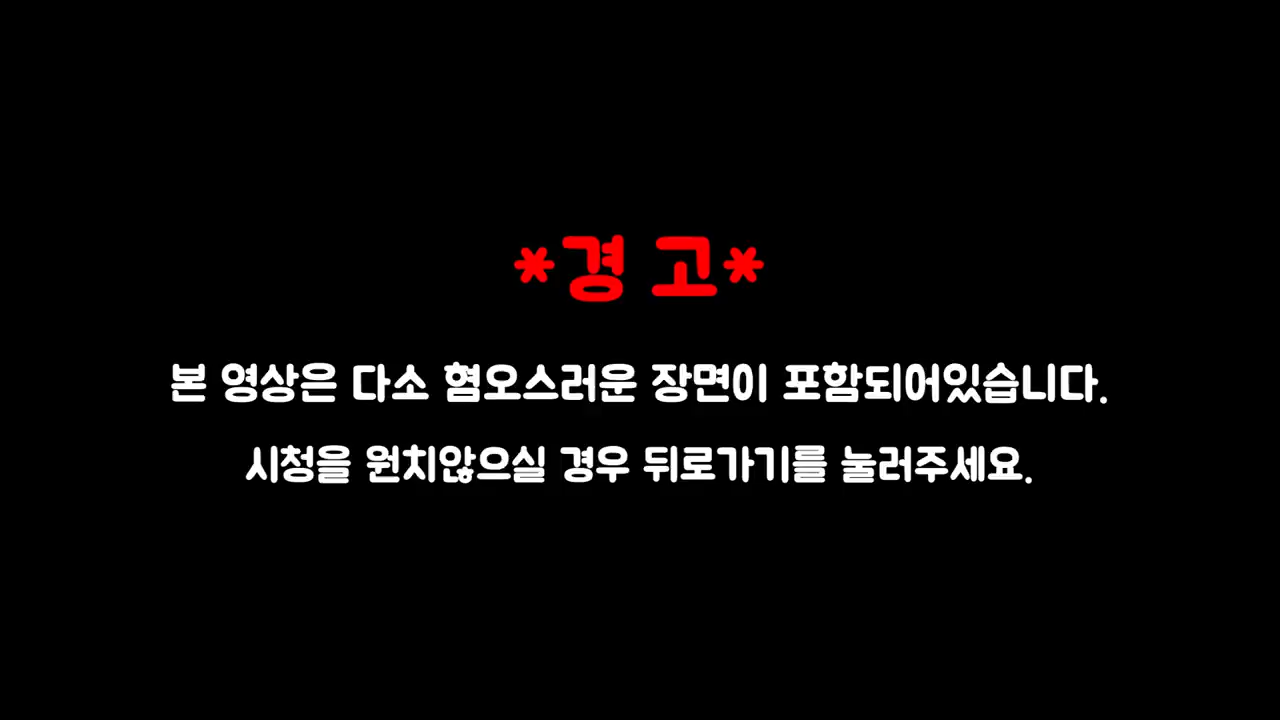 *경 고*
본 영상은 다소 혐오스러운 장면이 포함되어있습니다.
시청을 원치않으실 경우 뒤로가기를 눌러주세요.